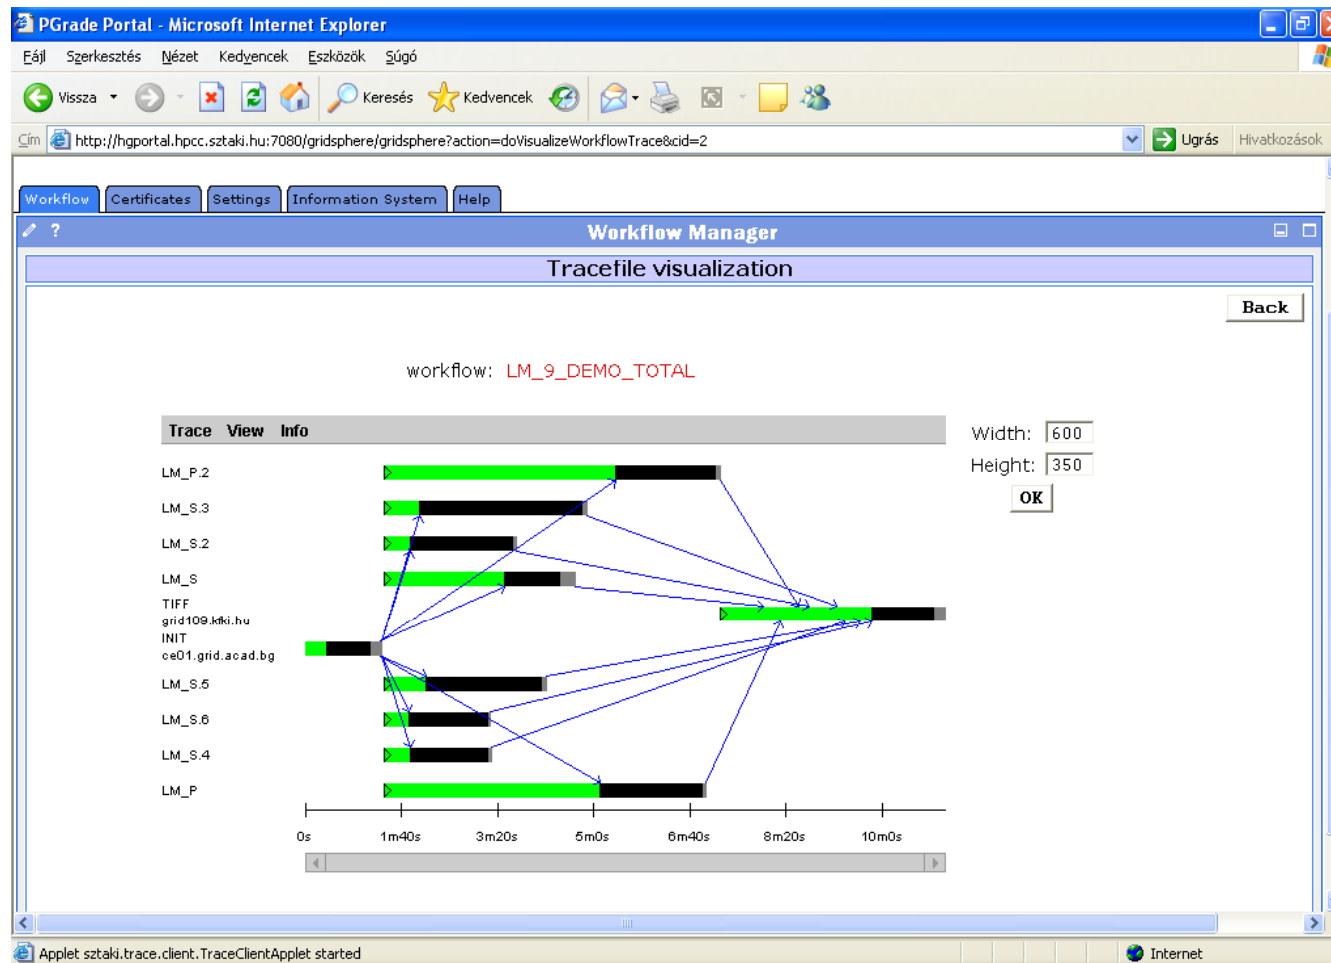 PGrade Portal - Microsoft Internet Explorer
Fájl Szerkesztés Nézet Kedvencek Eszközök Súgó
Vissza Keresés Kedvencek
Cím http://hgportal.hpcc.sztaki.hu:7080/gridsphere/gridsphere?action=doVisualizeWorkflowTrace&cid=2 Ugrás Hivatkozások
Workflow Certificates Settings Information System Help
? Workflow Manager
Tracefile visualization
Back
workflow: LM_9_DEMO_TOTAL
Trace View Info
Width: 600
Height: 350
OK
LM_P.2
LM_S.3
LM_S.2
LM_S
TIFF
grid109.kfki.hu
INIT
ce01.grid.acad.bg
LM_S.5
LM_S.6
LM_S.4
LM_P
0s 1m40s 3m20s 5m0s 6m40s 8m20s 10m0s
Applet sztaki.trace.client.TraceClientApplet started Internet